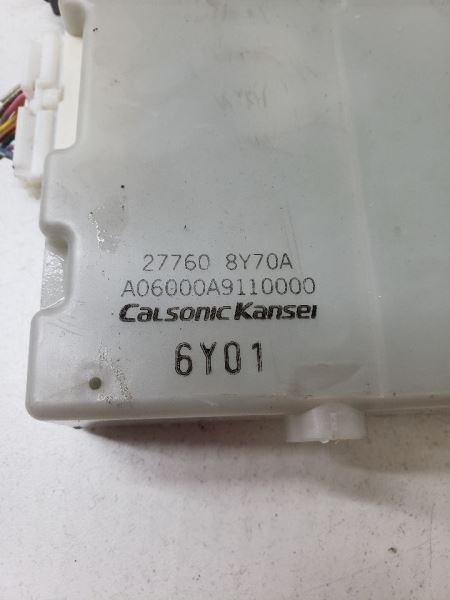 27760 8Y70A
A06000A9110000
CALSONIC KANSEI
6Y01